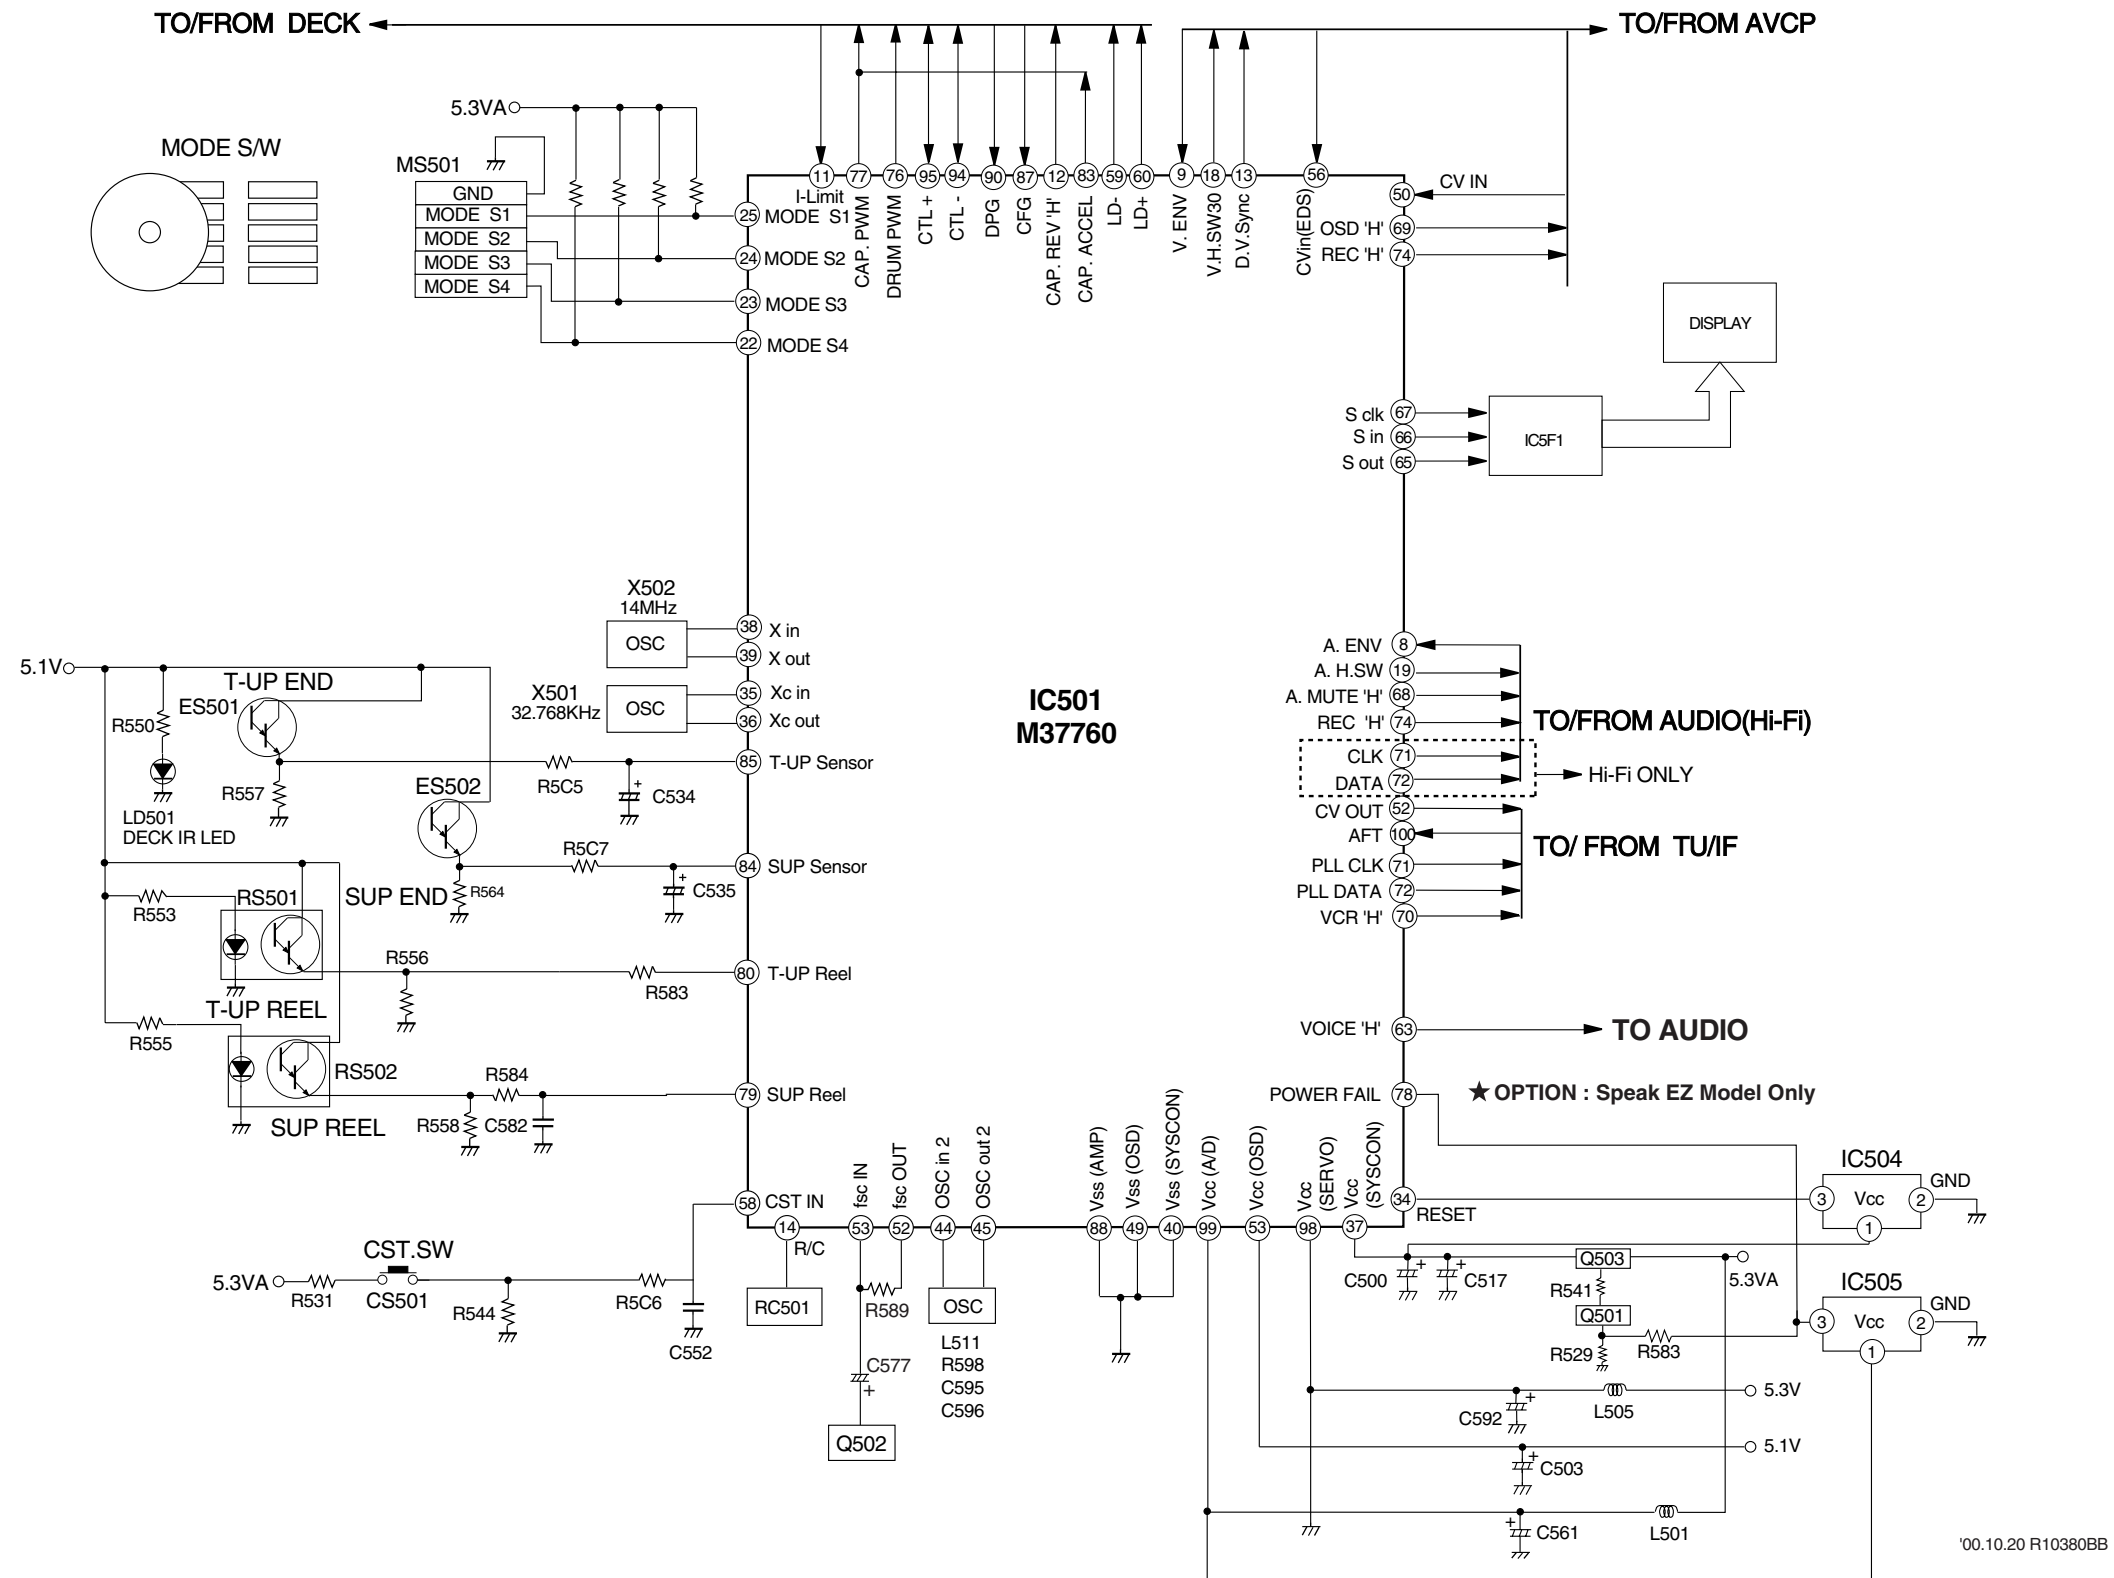 TO/FROM DECK
TO/FROM AVCP
5.3VA
MODE S/W
MS501
GND
MODE S1
MODE S2
MODE S3
MODE S4
25 MODE S1
24 MODE S2
23 MODE S3
22 MODE S4
11 I-Limit
77 CAP. PWM
76 DRUM PWM
95 CTL +
94 CTL -
90 DPG
87 CFG
12 CAP. REV 'H'
83 CAP. ACCEL
59 LD-
60 LD+
9 V. ENV
18 V.H.SW30
13 D.V.Sync
56 CVin(EDS)
50 CV IN
OSD 'H' 69
REC 'H' 74
DISPLAY
S clk 67
S in 66
S out 65
IC5F1
X502
14MHz
OSC
38 X in
39 X out
X501
32.768KHz
OSC
35 Xc in
36 Xc out
IC501
M37760
5.1V
T-UP END
ES501
R550
R557
LD501
DECK IR LED
R5C5
C534
85 T-UP Sensor
ES502
R5C7
C535
84 SUP Sensor
SUP END
R564
R553
RS501
R556
R583
80 T-UP Reel
T-UP REEL
R555
RS502
R584
R558
C582
79 SUP Reel
SUP REEL
A. ENV 8
A. H.SW 19
A. MUTE 'H' 68
REC 'H' 74
TO/FROM AUDIO(Hi-Fi)
CLK 71
DATA 72
Hi-Fi ONLY
CV OUT 52
AFT 100
PLL CLK 71
PLL DATA 72
VCR 'H' 70
TO/ FROM TU/IF
VOICE 'H' 63
TO AUDIO
POWER FAIL 78
★ OPTION : Speak EZ Model Only
58 CST IN
14 R/C
RC501
53 fsc IN
52 fsc OUT
44 OSC in 2
45 OSC out 2
88 Vss (AMP)
49 Vss (OSD)
40 Vss (SYSCON)
99 Vcc (A/D)
53 Vcc (OSD)
98 Vcc (SERVO)
37 Vcc (SYSCON)
34 RESET
IC504
3 Vcc 2
1
GND
CST.SW
5.3VA
R531
CS501
R544
R5C6
C552
R589
C577
Q502
OSC
L511
R598
C595
C596
C500
C517
Q503
5.3VA
R541
Q501
R529
R583
IC505
3 Vcc 2
1
GND
C592
L505
5.3V
C503
5.1V
C561
L501
'00.10.20 R10380BB